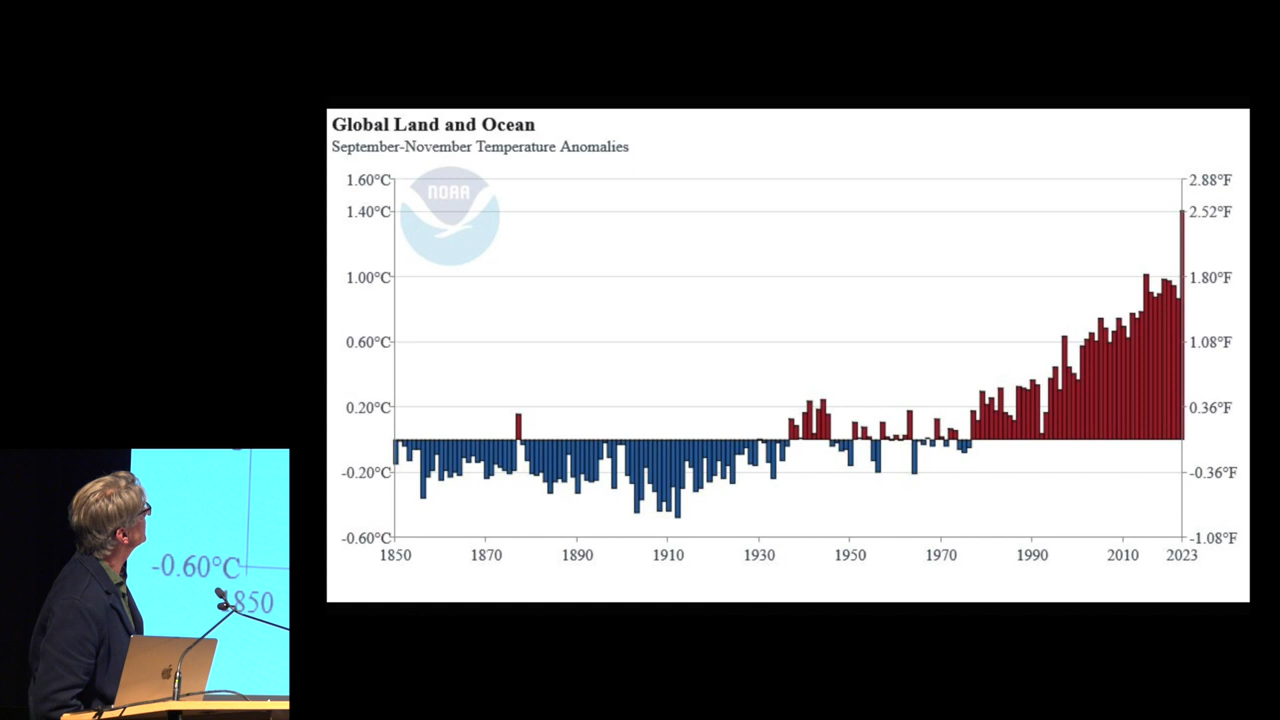 Global Land and Ocean
September-November Temperature Anomalies
NOAA
1.60°C 2.88°F
1.40°C 2.52°F
1.00°C 1.80°F
0.60°C 1.08°F
0.20°C 0.36°F
-0.20°C -0.36°F
-0.60°C -1.08°F
1850 1870 1890 1910 1930 1950 1970 1990 2010 2023
-0.60°C
1850